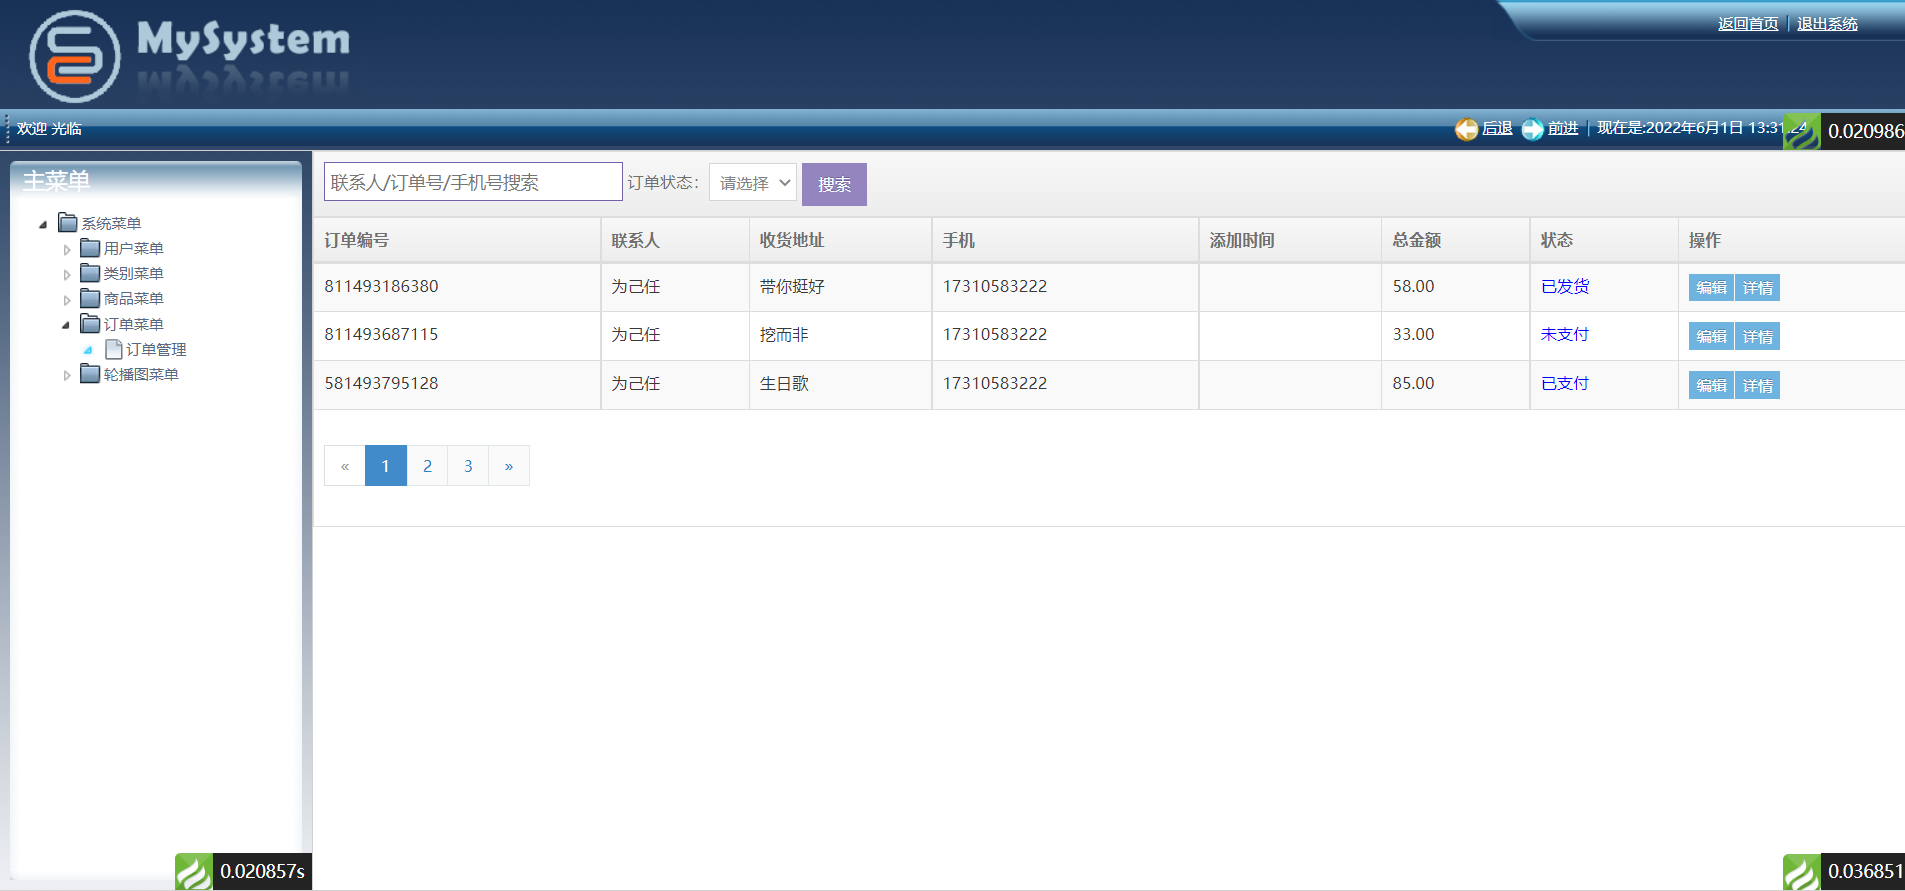 MySystem
返回首页 | 退出系统
欢迎 光临
后退 前进 | 现在是:2022年6月1日 13:31:24
0.020986
主菜单
系统菜单
用户菜单
类别菜单
商品菜单
订单菜单
订单管理
轮播图菜单
联系人/订单号/手机号搜索 订单状态： 请选择 搜索
订单编号 联系人 收货地址 手机 添加时间 总金额 状态 操作
811493186380 为己任 带你挺好 17310583222 58.00 已发货 编辑 详情
811493687115 为己任 挖而非 17310583222 33.00 未支付 编辑 详情
581493795128 为己任 生日歌 17310583222 85.00 已支付 编辑 详情
« 1 2 3 »
0.020857s
0.036851